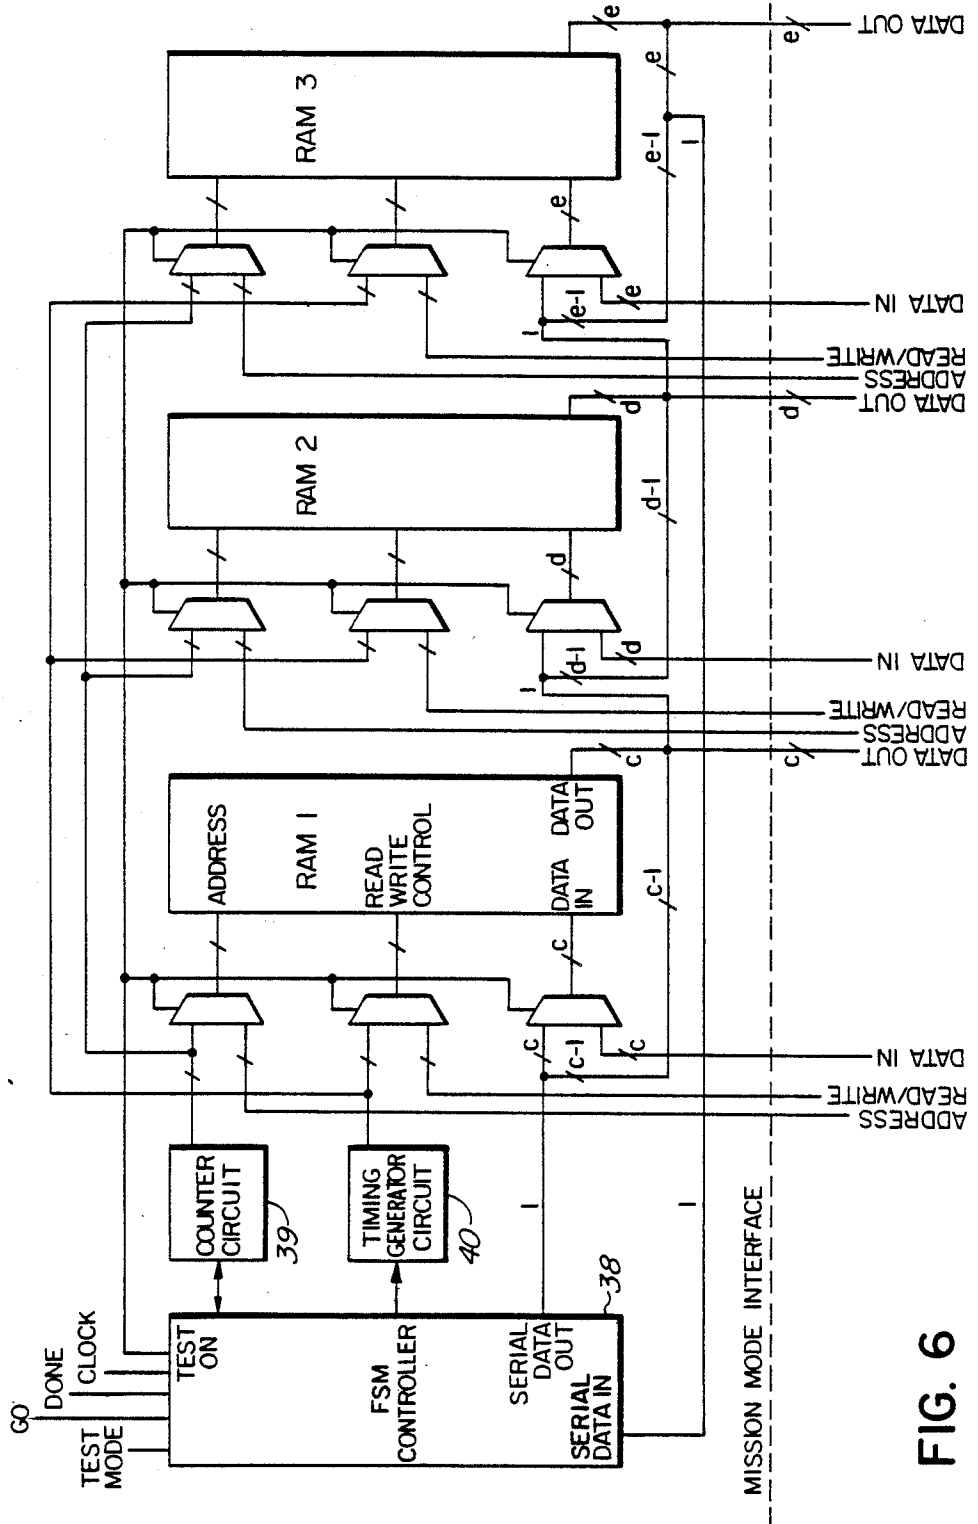 GO
DONE
CLOCK
TEST
MODE
TEST
ON
FSM
CONTROLLER
SERIAL
DATA
OUT
SERIAL
DATA IN
38
COUNTER
CIRCUIT
39
TIMING
GENERATOR
CIRCUIT
40
1
1
ADDRESS
RAM 1
READ
WRITE
CONTROL
DATA
IN
DATA
OUT
c
c-1
c
c
c-1
c
c
RAM 2
1
d-1
d
d
d-1
d
d
RAM 3
1
e-1
e
e
e-1
1
e
e
e
MISSION MODE INTERFACE
ADDRESS
READ/WRITE
DATA IN
DATA OUT
ADDRESS
READ/WRITE
DATA IN
DATA OUT
ADDRESS
READ/WRITE
DATA IN
DATA OUT
FIG. 6